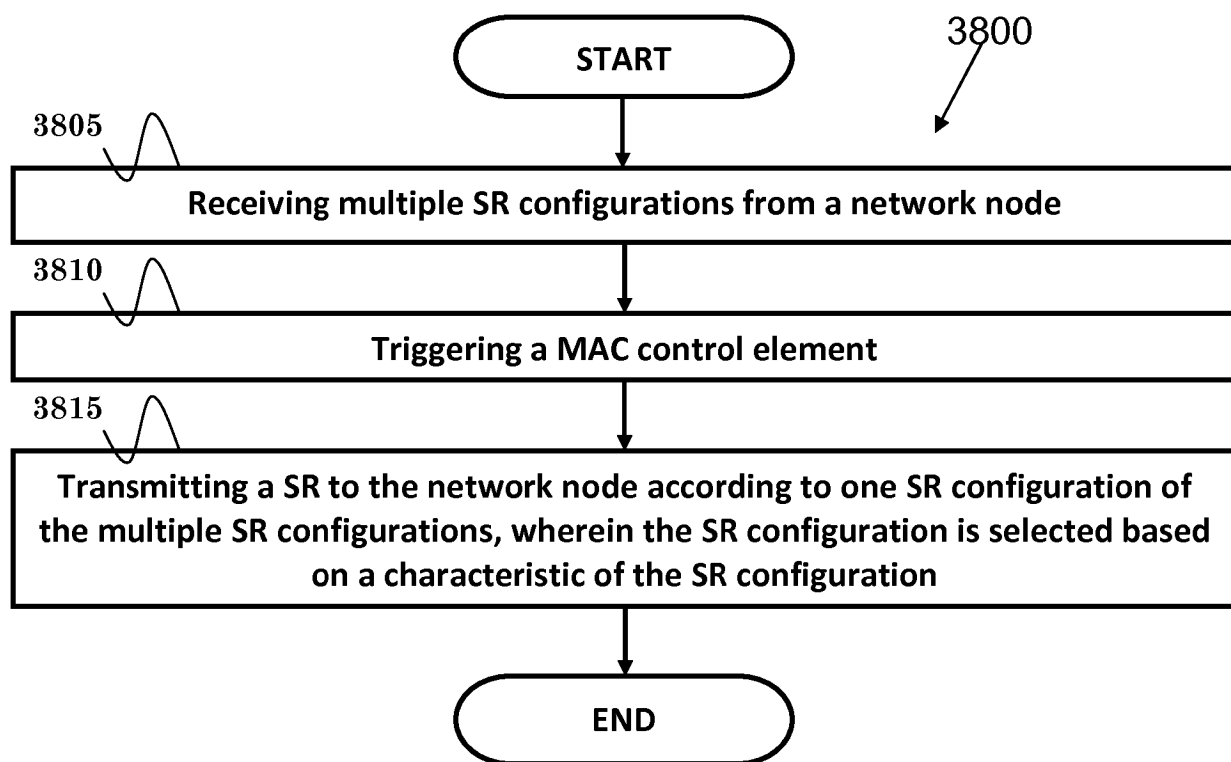 3800
START
3805
Receiving multiple SR configurations from a network node
3810
Triggering a MAC control element
3815
Transmitting a SR to the network node according to one SR configuration of
the multiple SR configurations, wherein the SR configuration is selected based
on a characteristic of the SR configuration
END